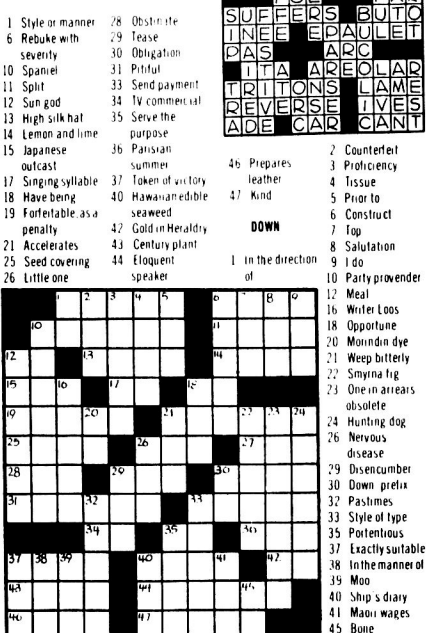 1 Style or manner
6 Rebuke with
severity
10 Spaniel
11 Split
12 Sun god
13 High silk hat
14 Lemon and lime
15 Japanese
outcast
17 Singing syllable
18 Have being
19 Forfeitable, as a
penalty
21 Accelerates
25 Seed covering
26 Little one
28 Obstinate
29 Tease
30 Obligation
31 Pitiful
33 Send payment
34 TV commercial
35 Serve the
purpose
36 Parisian
summer
37 Token of victory
40 Hawaiian edible
seaweed
42 Gold in Heraldry
43 Century plant
44 Eloquent
speaker
46 Prepares
leather
47 Kind
DOWN
1 In the direction
of
2 Counterfeit
3 Proficiency
4 Tissue
5 Prior to
6 Construct
7 Top
8 Salutation
9 I do
10 Party provender
12 Meal
16 Writer Loos
18 Opportune
20 Morindin dye
21 Weep bitterly
22 Smyrna fig
23 One in arrears
obsolete
24 Hunting dog
26 Nervous
disease
29 Disencumber
30 Down prefix
32 Pastimes
33 Style of type
35 Portentious
37 Exactly suitable
38 In the manner of
39 Moo
40 Ship's diary
41 Maori wages
45 Bone
SUFFERS BUTO
INEE EPAULET
PAS ARC
ITA AREOLAR
TRITONS LAME
REVERSE IVES
ADE CAR CANT
1 2 3 4 5 6 7 8 9
10 11
12 13 14
15 16 17 18
19 20 21 22 23 24
25 26 27
28 29 30
31 32 33
34 35 36
37 38 39 40 41 42
43 44 45
46 47